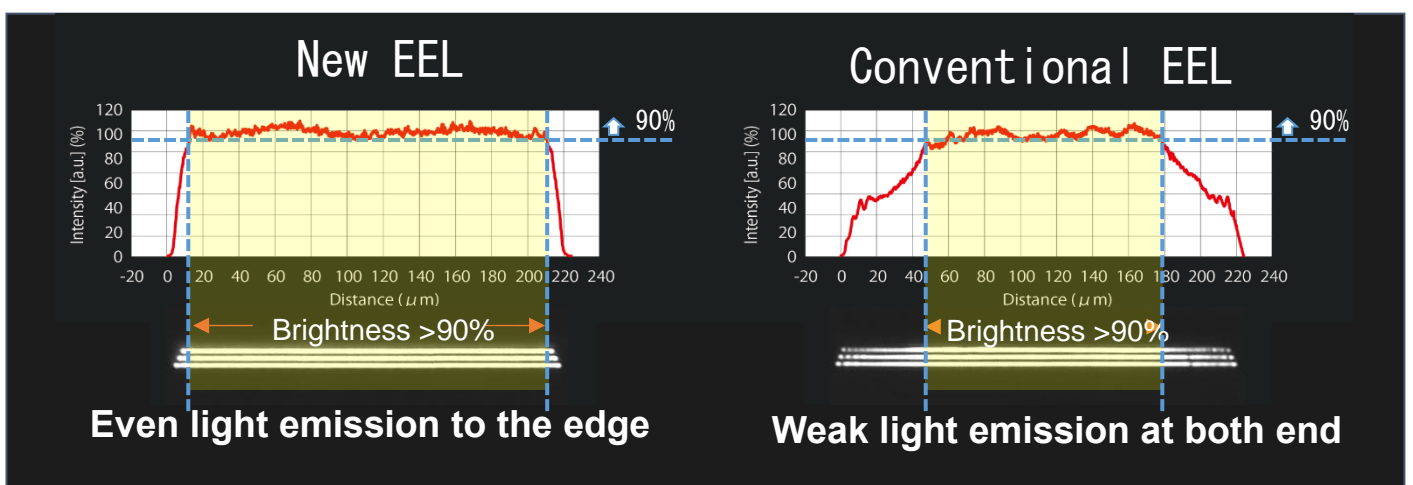 New EEL
120
100
80
60
40
20
0
Intensity [a.u.] (%)
90%
-20 0 20 40 60 80 100 120 140 160 180 200 220 240
Distance (μm)
Brightness >90%
Even light emission to the edge
Conventional EEL
120
100
80
60
40
20
0
Intensity [a.u.] (%)
90%
-20 0 20 40 60 80 100 120 140 160 180 200 220 240
Distance (μm)
Brightness >90%
Weak light emission at both end